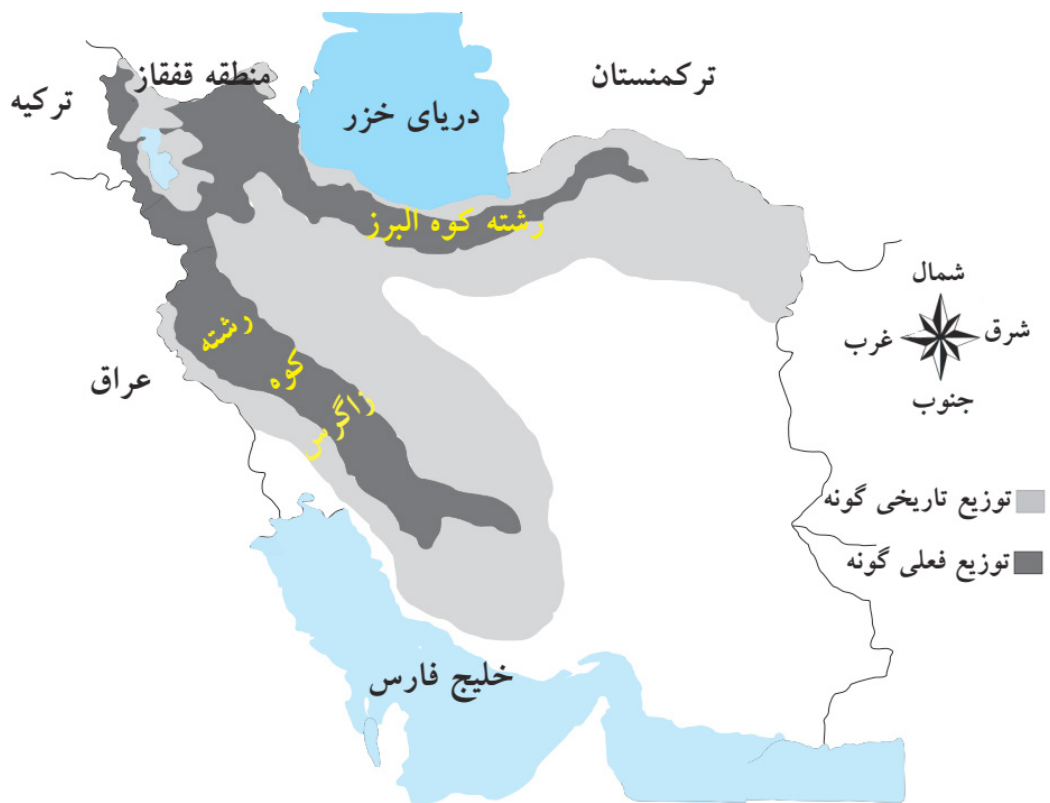 منطقه قفقاز
ترکمنستان
ترکیه
دریای خزر
رشته کوه البرز
شمال
شرق
غرب
جنوب
رشته
کوه
زاگرس
عراق
توزیع تاریخی گونه
توزیع فعلی گونه
خلیج فارس